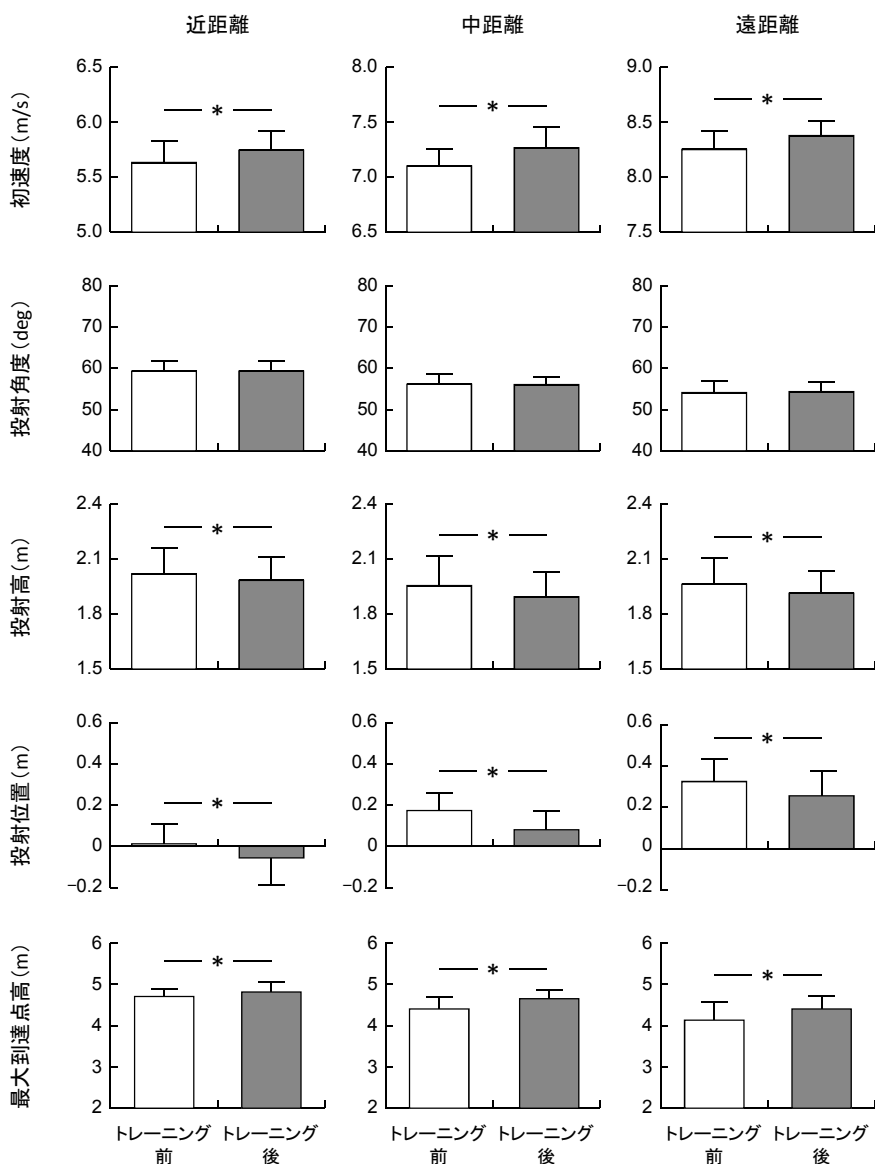 近距離 中距離 遠距離
初速度(m/s)
6.5 8.0 9.0
6.0 7.5 8.5
5.5 7.0 8.0
5.0 6.5 7.5
* * *
投射角度(deg)
80 80 80
70 70 70
60 60 60
50 50 50
40 40 40
投射高(m)
2.4 2.4 2.4
2.1 2.1 2.1
1.8 1.8 1.8
1.5 1.5 1.5
* * *
投射位置(m)
0.6 0.6 0.6
0.4 0.4 0.4
0.2 0.2 0.2
0 0 0
−0.2 −0.2 −0.2
* * *
最大到達点高(m)
6 6 6
5 5 5
4 4 4
3 3 3
2 2 2
* * *
トレーニング トレーニング トレーニング トレーニング トレーニング トレーニング
前 後 前 後 前 後